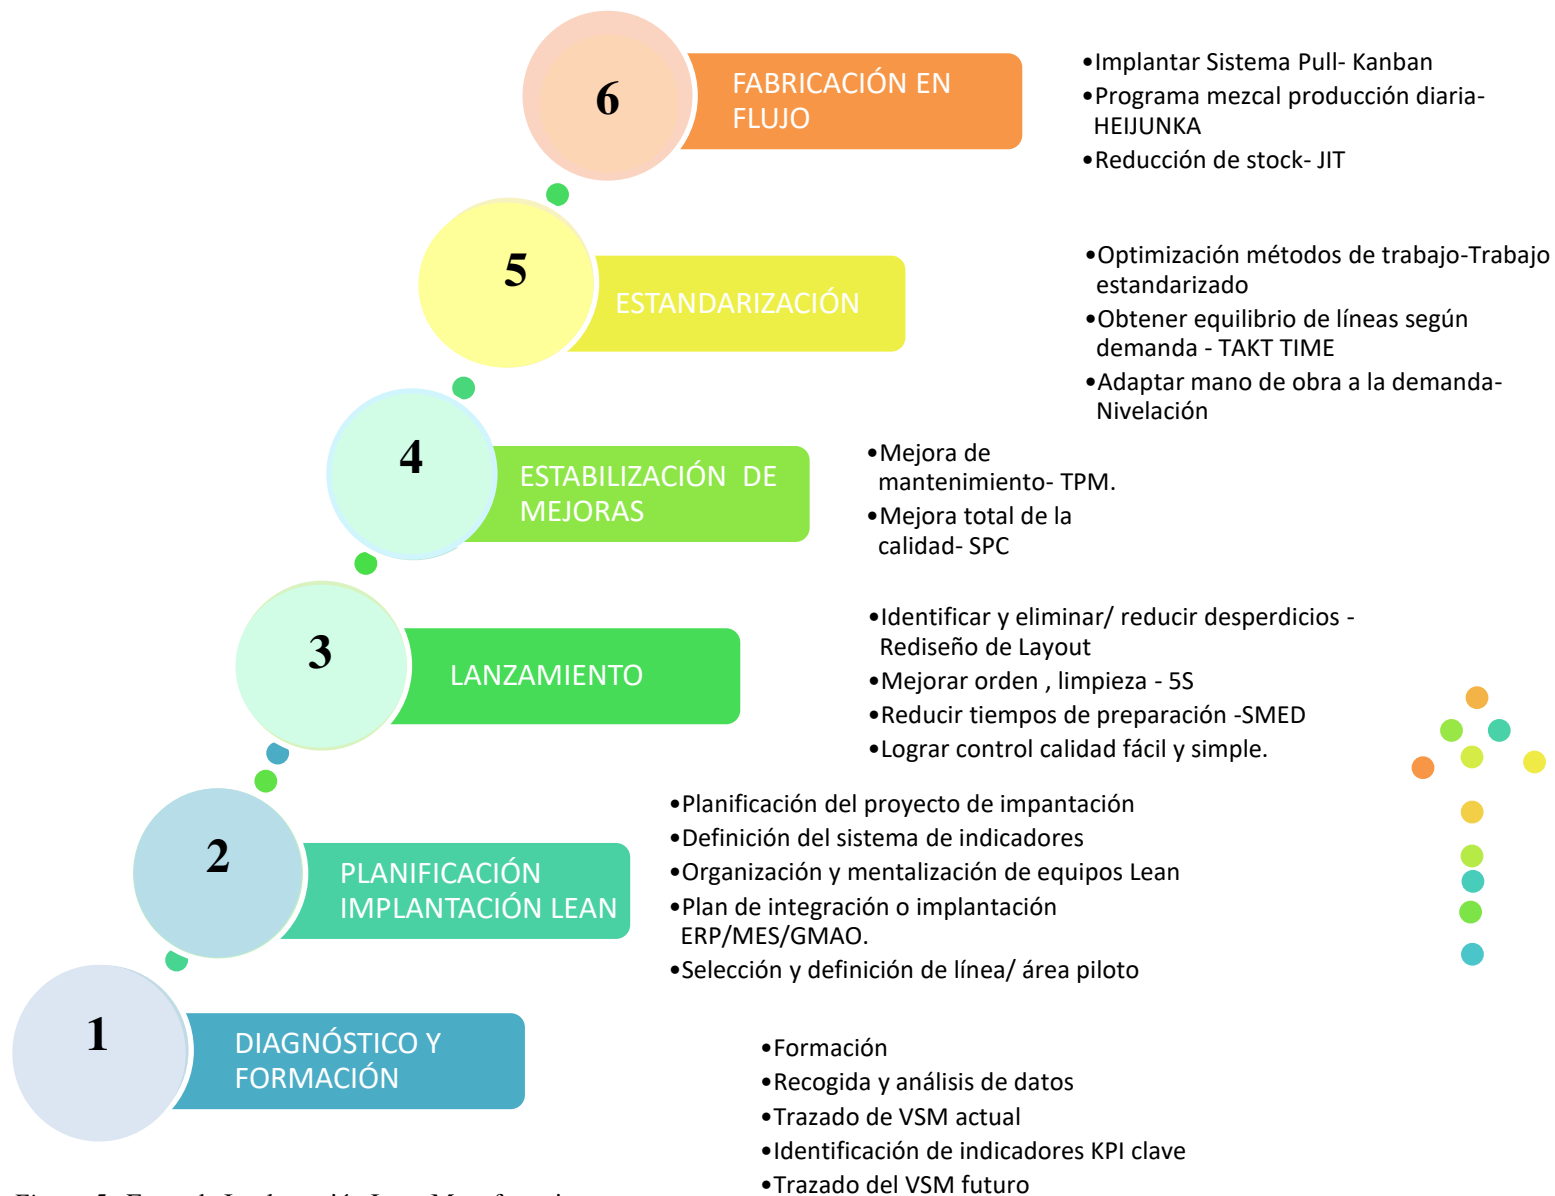 6
FABRICACIÓN EN
FLUJO
•Implantar Sistema Pull- Kanban
•Programa mezcal producción diaria-
HEIJUNKA
•Reducción de stock- JIT
5
ESTANDARIZACIÓN
•Optimización métodos de trabajo-Trabajo
estandarizado
•Obtener equilibrio de líneas según
demanda - TAKT TIME
•Adaptar mano de obra a la demanda-
Nivelación
4
ESTABILIZACIÓN DE
MEJORAS
•Mejora de
mantenimiento- TPM.
•Mejora total de la
calidad- SPC
3
LANZAMIENTO
•Identificar y eliminar/ reducir desperdicios -
Rediseño de Layout
•Mejorar orden , limpieza - 5S
•Reducir tiempos de preparación -SMED
•Lograr control calidad fácil y simple.
2
PLANIFICACIÓN
IMPLANTACIÓN LEAN
•Planificación del proyecto de impantación
•Definición del sistema de indicadores
•Organización y mentalización de equipos Lean
•Plan de integración o implantación
ERP/MES/GMAO.
•Selección y definición de línea/ área piloto
1
DIAGNÓSTICO Y
FORMACIÓN
•Formación
•Recogida y análisis de datos
•Trazado de VSM actual
•Identificación de indicadores KPI clave
•Trazado del VSM futuro